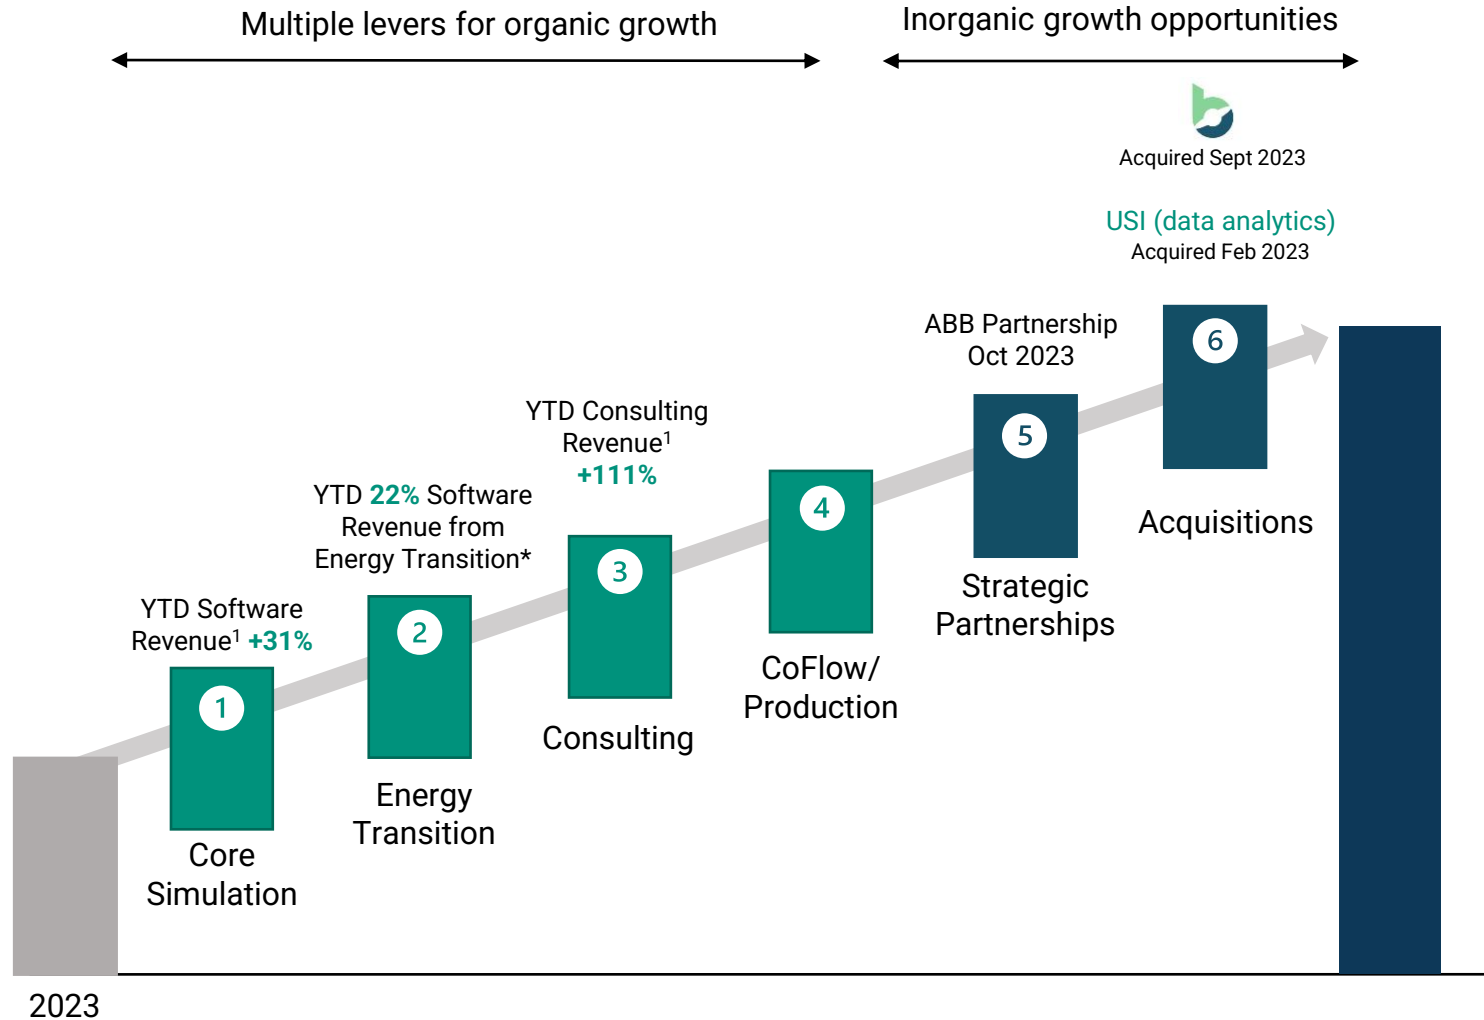 Multiple levers for organic growth
Inorganic growth opportunities
Acquired Sept 2023
USI (data analytics)
Acquired Feb 2023
ABB Partnership
Oct 2023
6
5
YTD Consulting
Revenue¹
+111%
4
YTD 22% Software
Revenue from
Energy Transition*
3
YTD Software
Revenue¹ +31%
2
1
Acquisitions
Strategic
Partnerships
CoFlow/
Production
Consulting
Energy
Transition
Core
Simulation
2023